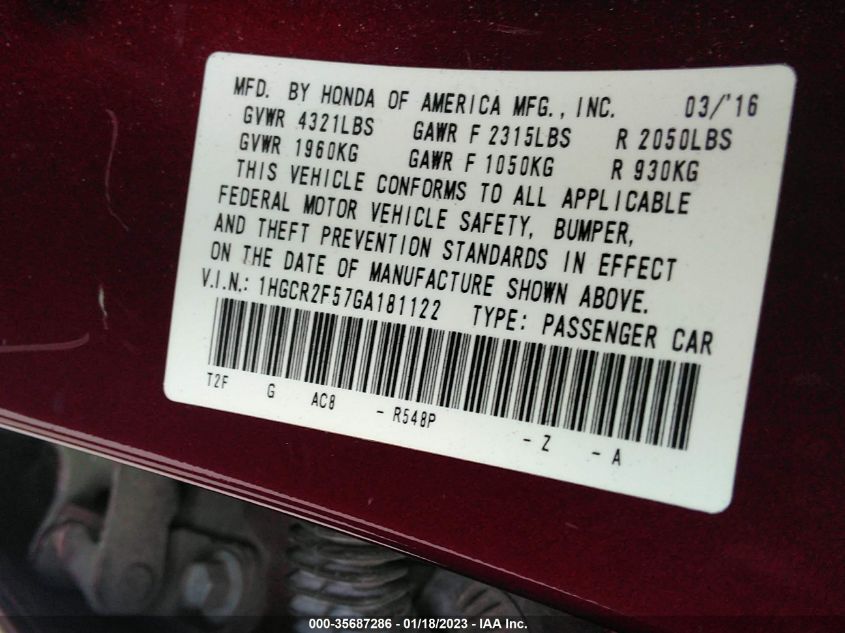 MFD. BY HONDA OF AMERICA MFG., INC. 03/'16
GVWR 4321LBS GAWR F 2315LBS R 2050LBS
GVWR 1960KG GAWR F 1050KG R 930KG
THIS VEHICLE CONFORMS TO ALL APPLICABLE
FEDERAL MOTOR VEHICLE SAFETY, BUMPER,
AND THEFT PREVENTION STANDARDS IN EFFECT
ON THE DATE OF MANUFACTURE SHOWN ABOVE.
V.I.N.: 1HGCR2F57GA181122 TYPE: PASSENGER CAR
T2F G AC8 - R548P - Z - A
000-35687286 - 01/18/2023 - IAA Inc.